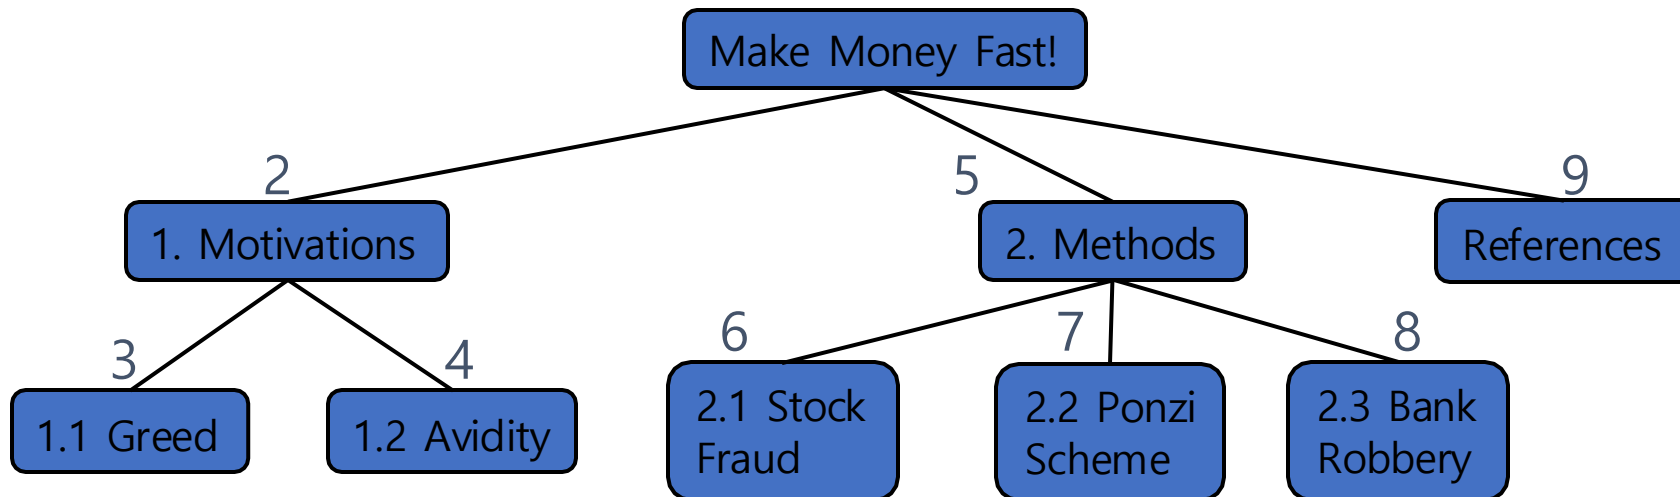 Make Money Fast!
2
5
9
1. Motivations
2. Methods
References
3
4
6
7
8
1.1 Greed
1.2 Avidity
2.1 Stock
Fraud
2.2 Ponzi
Scheme
2.3 Bank
Robbery